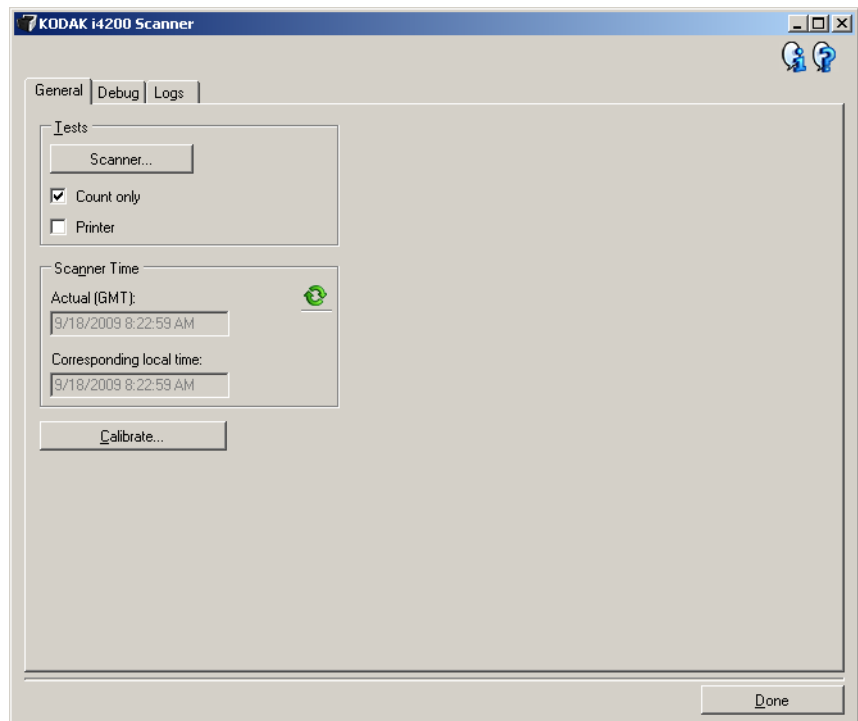 KODAK i4200 Scanner
General Debug Logs
Tests
Scanner...
Count only
Printer
Scanner Time
Actual (GMT):
9/18/2009 8:22:59 AM
Corresponding local time:
9/18/2009 8:22:59 AM
Calibrate...
Done